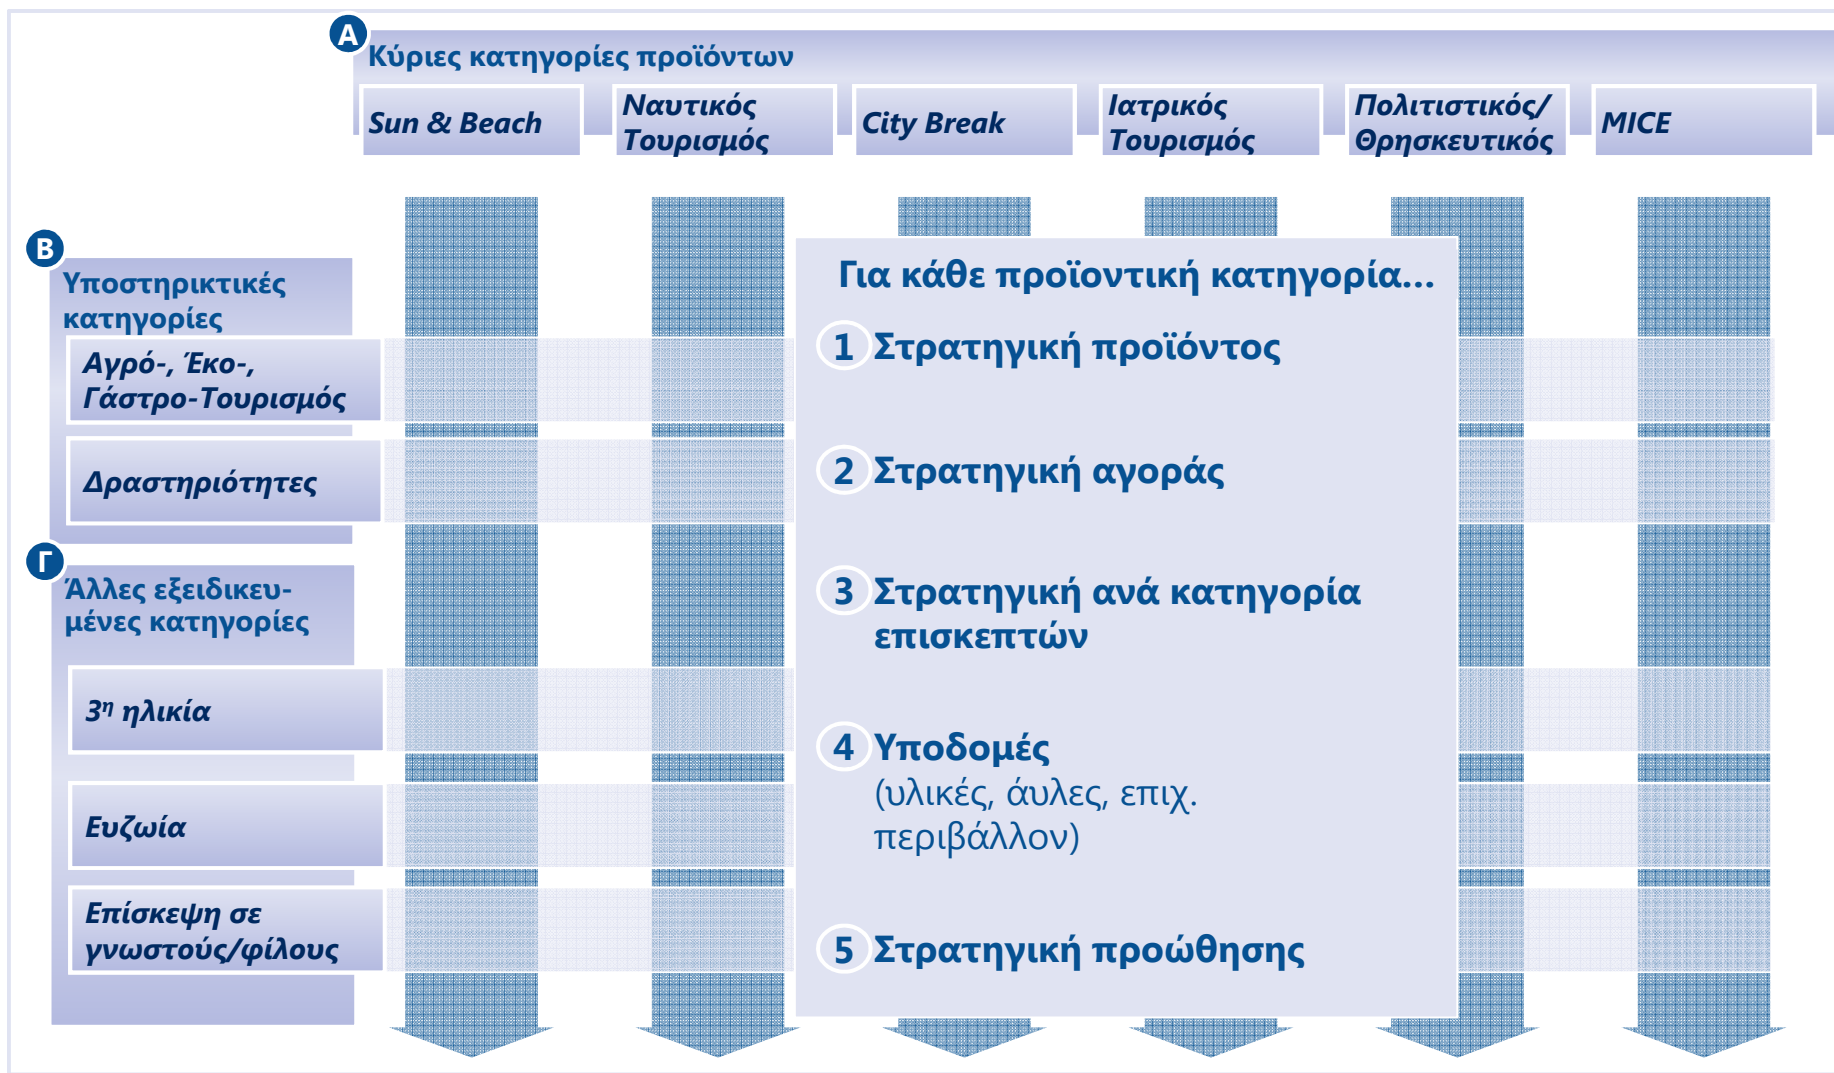 Α
Κύριες κατηγορίες προϊόντων
Sun & Beach
Ναυτικός
Τουρισμός
City Break
Ιατρικός
Τουρισμός
Πολιτιστικός/
Θρησκευτικός
MICE
Β
Υποστηρικτικές
κατηγορίες
Αγρό-, Έκο-,
Γάστρο-Τουρισμός
Δραστηριότητες
Γ
Άλλες εξειδικευ-
μένες κατηγορίες
3η ηλικία
Ευζωία
Επίσκεψη σε
γνωστούς/φίλους
Για κάθε προϊοντική κατηγορία...
1 Στρατηγική προϊόντος
2 Στρατηγική αγοράς
3 Στρατηγική ανά κατηγορία
επισκεπτών
4 Υποδομές
(υλικές, άυλες, επιχ.
περιβάλλον)
5 Στρατηγική προώθησης